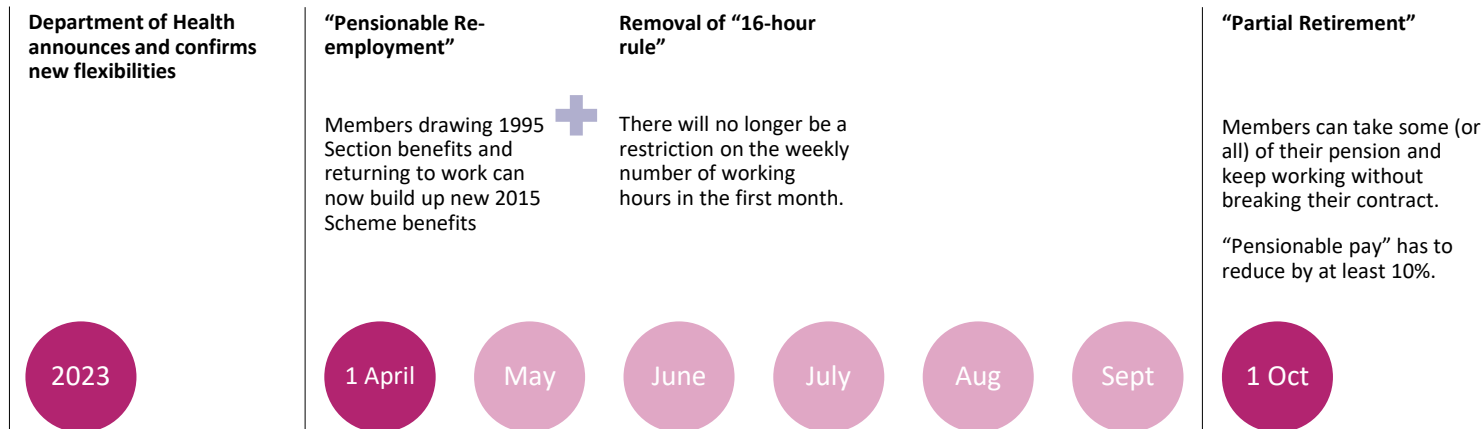 Department of Health
announces and confirms
new flexibilities
“Pensionable Re-
employment”
Members drawing 1995
Section benefits and
returning to work can
now build up new 2015
Scheme benefits
Removal of “16-hour
rule”
There will no longer be a
restriction on the weekly
number of working
hours in the first month.
“Partial Retirement”
Members can take some (or
all) of their pension and
keep working without
breaking their contract.
“Pensionable pay” has to
reduce by at least 10%.
2023
1 April
May
June
July
Aug
Sept
1 Oct